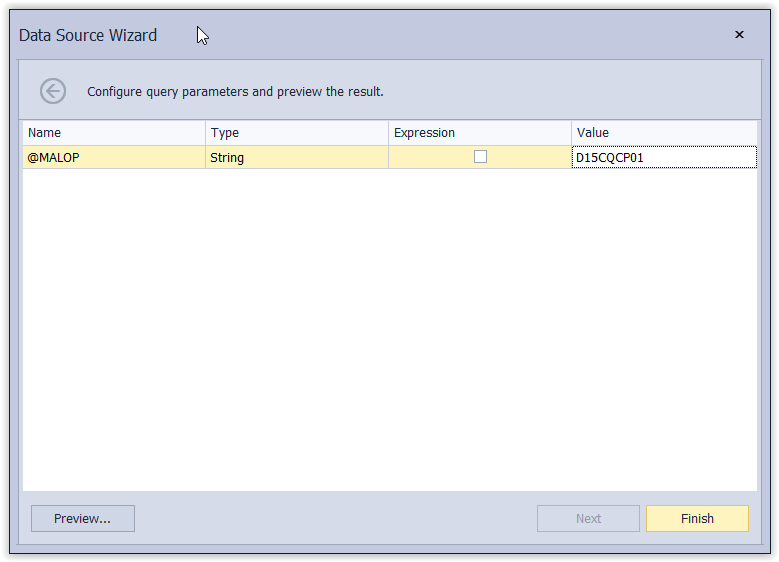 Data Source Wizard
Configure query parameters and preview the result.
Name Type Expression Value
@MALOP String D15CQCP01
Preview... Next Finish